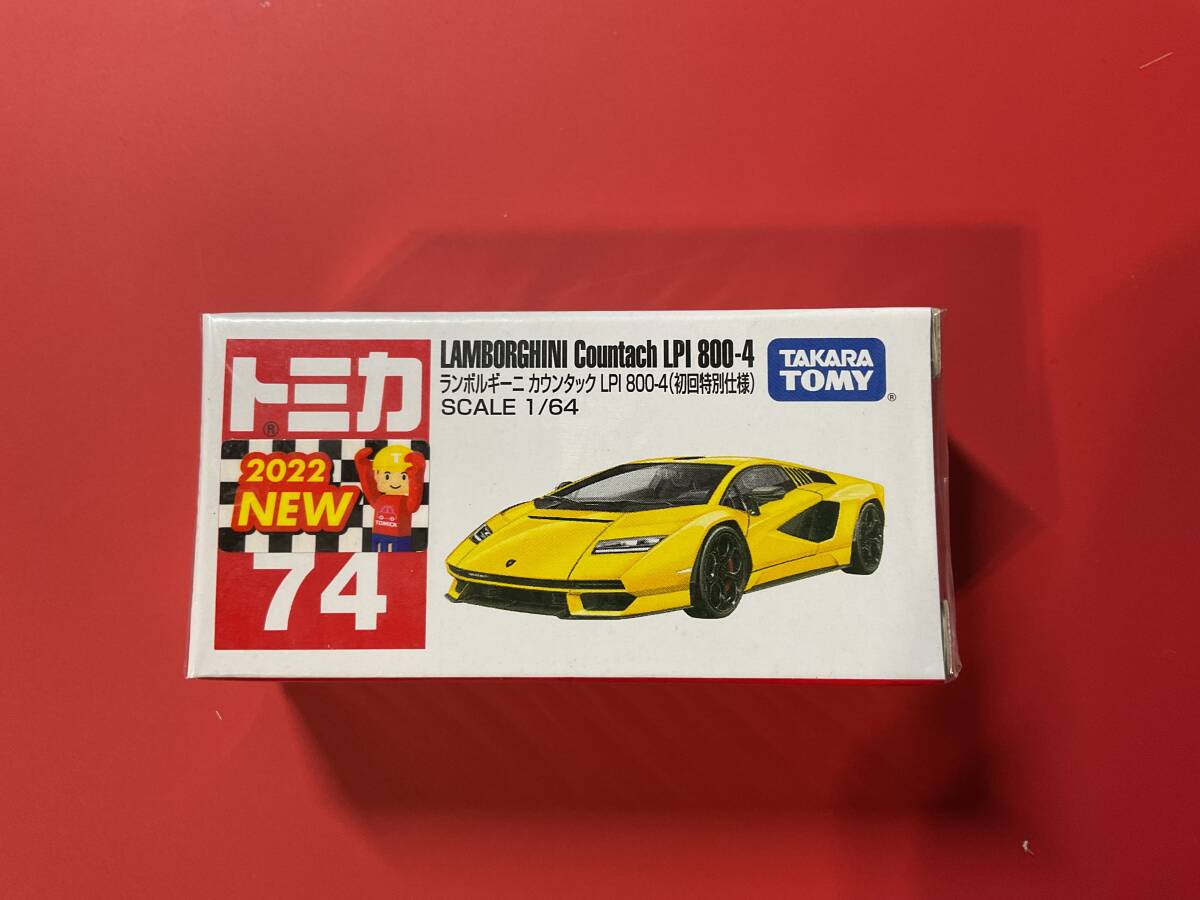 トミカ
®
2022
NEW
T
TOMICA
74
LAMBORGHINI Countach LPI 800-4
ランボルギーニ カウンタック LPI 800-4(初回特別仕様)
SCALE 1/64
TAKARA
TOMY
®